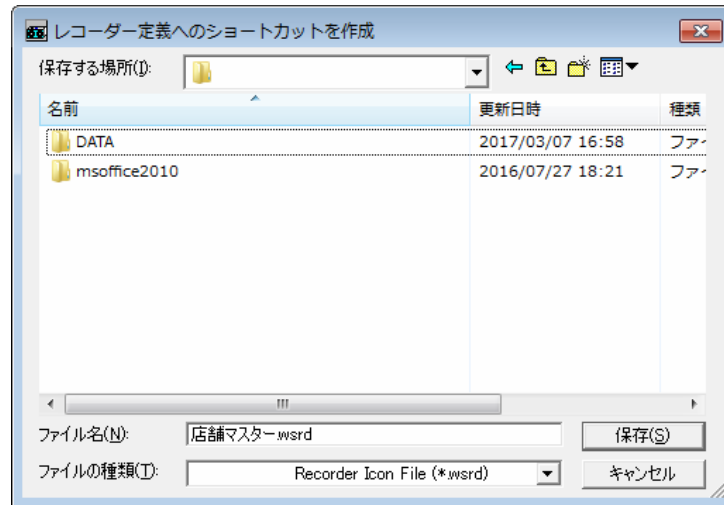 レコーダー定義へのショートカットを作成
保存する場所(I):
名前 更新日時 種類
DATA 2017/03/07 16:58 ファイ
msoffice2010 2016/07/27 18:21 ファイ
ファイル名(N): 店舗マスター.wsrd 保存(S)
ファイルの種類(T): Recorder Icon File (*.wsrd) キャンセル